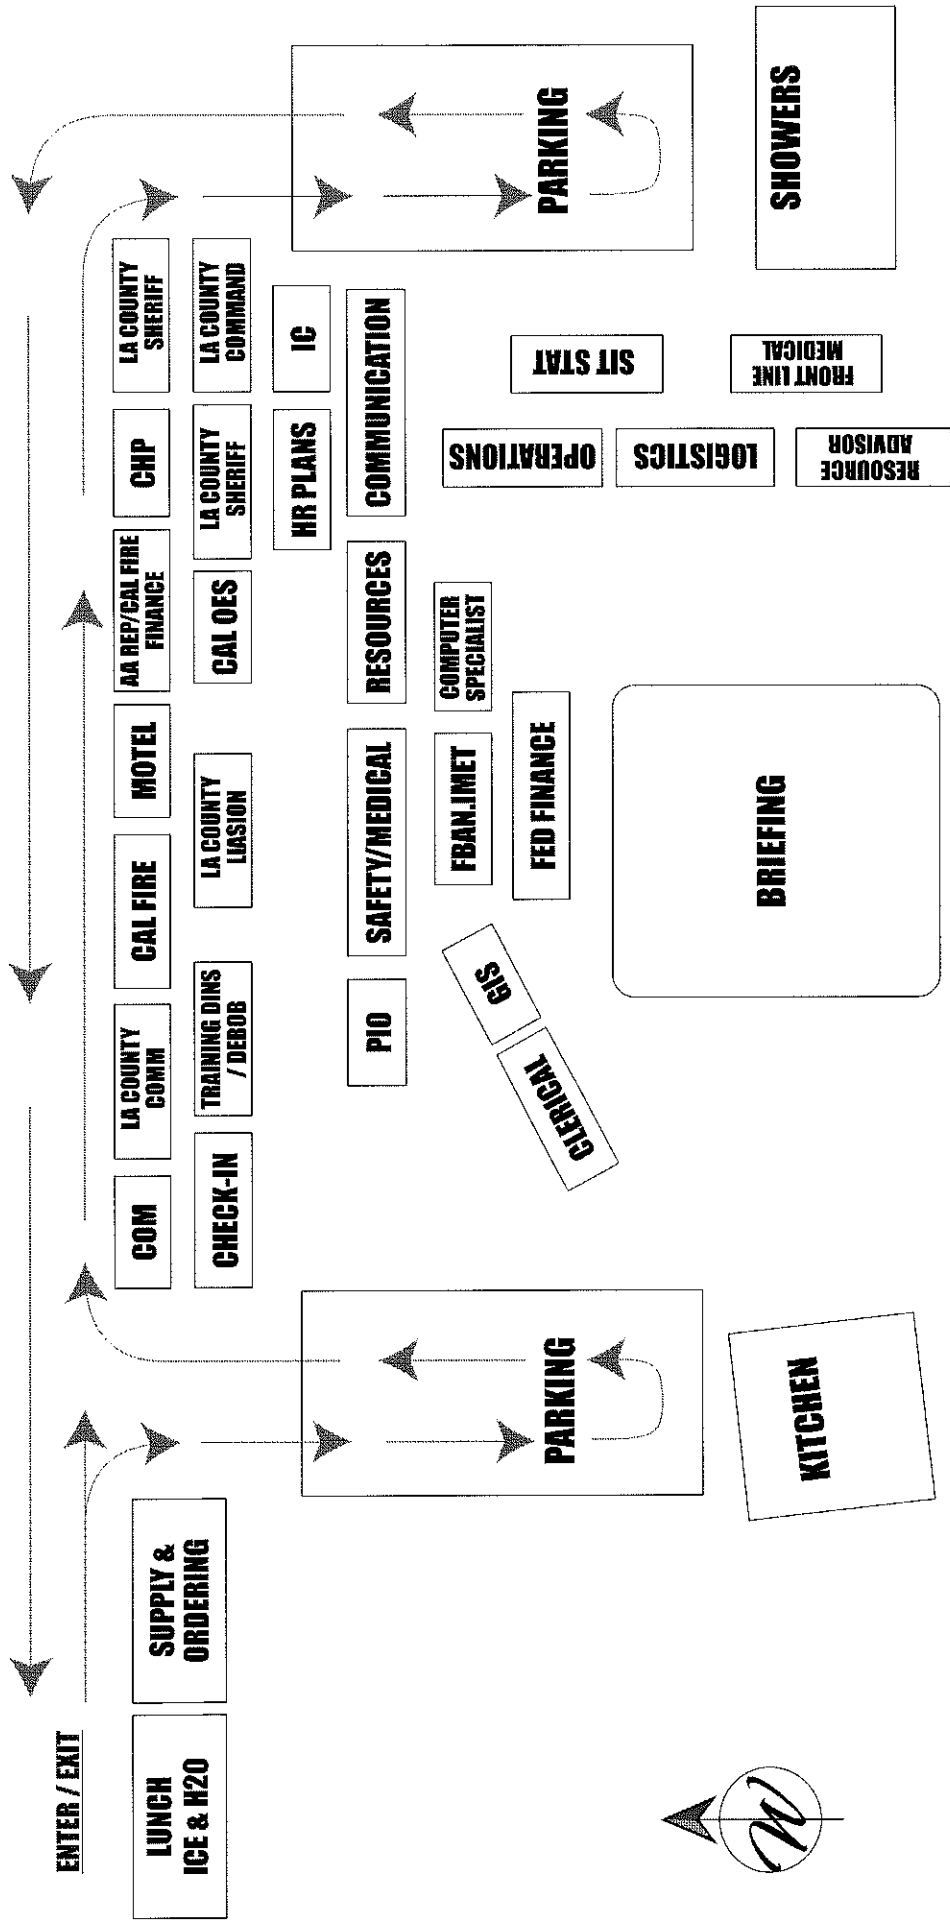 ENTER / EXIT
LUNCH
ICE & H2O
SUPPLY &
ORDERING
COM
LA COUNTY
COMM
CAL FIRE
MOTEL
AA REP/CAL FIRE
FINANCE
CHP
LA COUNTY
SHERIFF
CHECK-IN
TRAINING DINS
/ DEBOB
LA COUNTY
LIASION
CAL OES
LA COUNTY
SHERIFF
LA COUNTY
COMMAND
HR PLANS
IC
PIO
SAFETY/MEDICAL
RESOURCES
COMMUNICATION
FBAN.IMET
COMPUTER
SPECIALIST
GIS
CLERICAL
FED FINANCE
OPERATIONS
SIT STAT
LOGISTICS
FRONT LINE
MEDICAL
RESOURCE
ADVISOR
PARKING
PARKING
BRIEFING
KITCHEN
SHOWERS
N